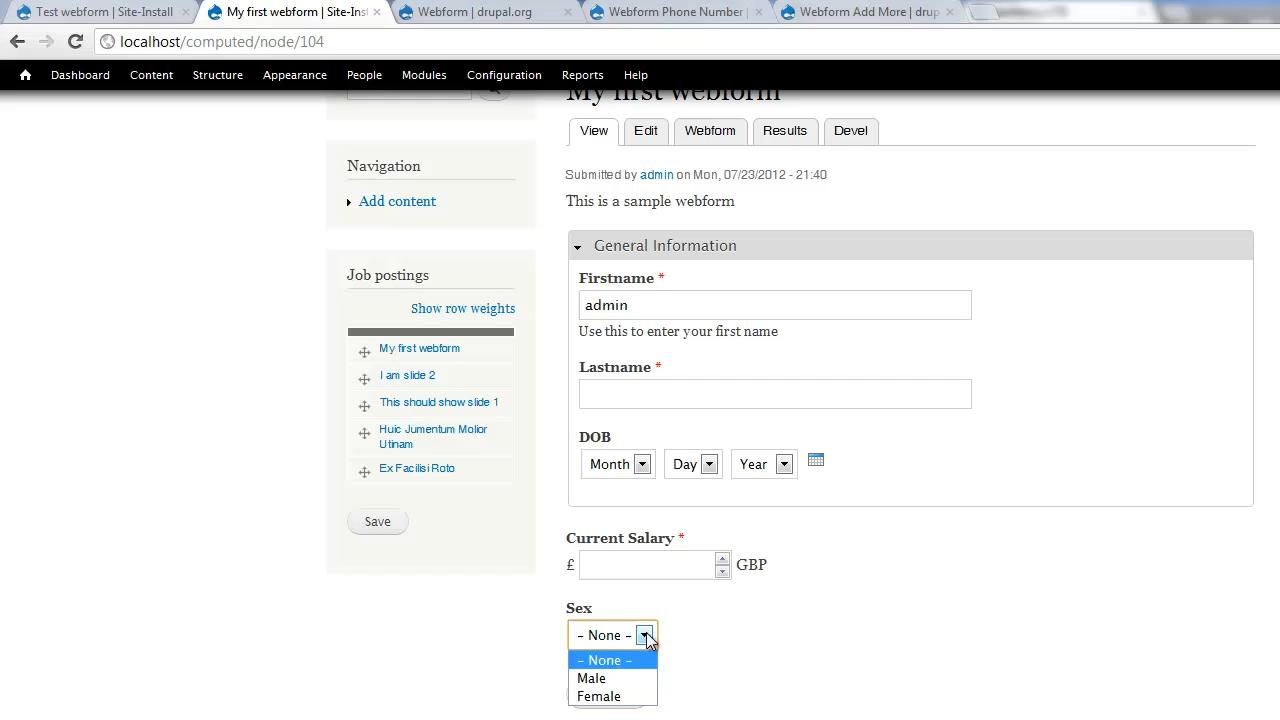 Test webform | Site-Install
My first webform | Site-Inst
Webform | drupal.org
Webform Phone Number |
Webform Add More | drup
localhost/computed/node/104
Dashboard Content Structure Appearance People Modules Configuration Reports Help
My first webform
View Edit Webform Results Devel
Submitted by admin on Mon, 07/23/2012 - 21:40
This is a sample webform
Navigation
Add content
Job postings
Show row weights
My first webform
I am slide 2
This should show slide 1
Huic Jumentum Molior
Utinam
Ex Facilisi Roto
Save
General Information
Firstname *
admin
Use this to enter your first name
Lastname *
DOB
Month Day Year
Current Salary *
£ GBP
Sex
- None -
- None -
Male
Female